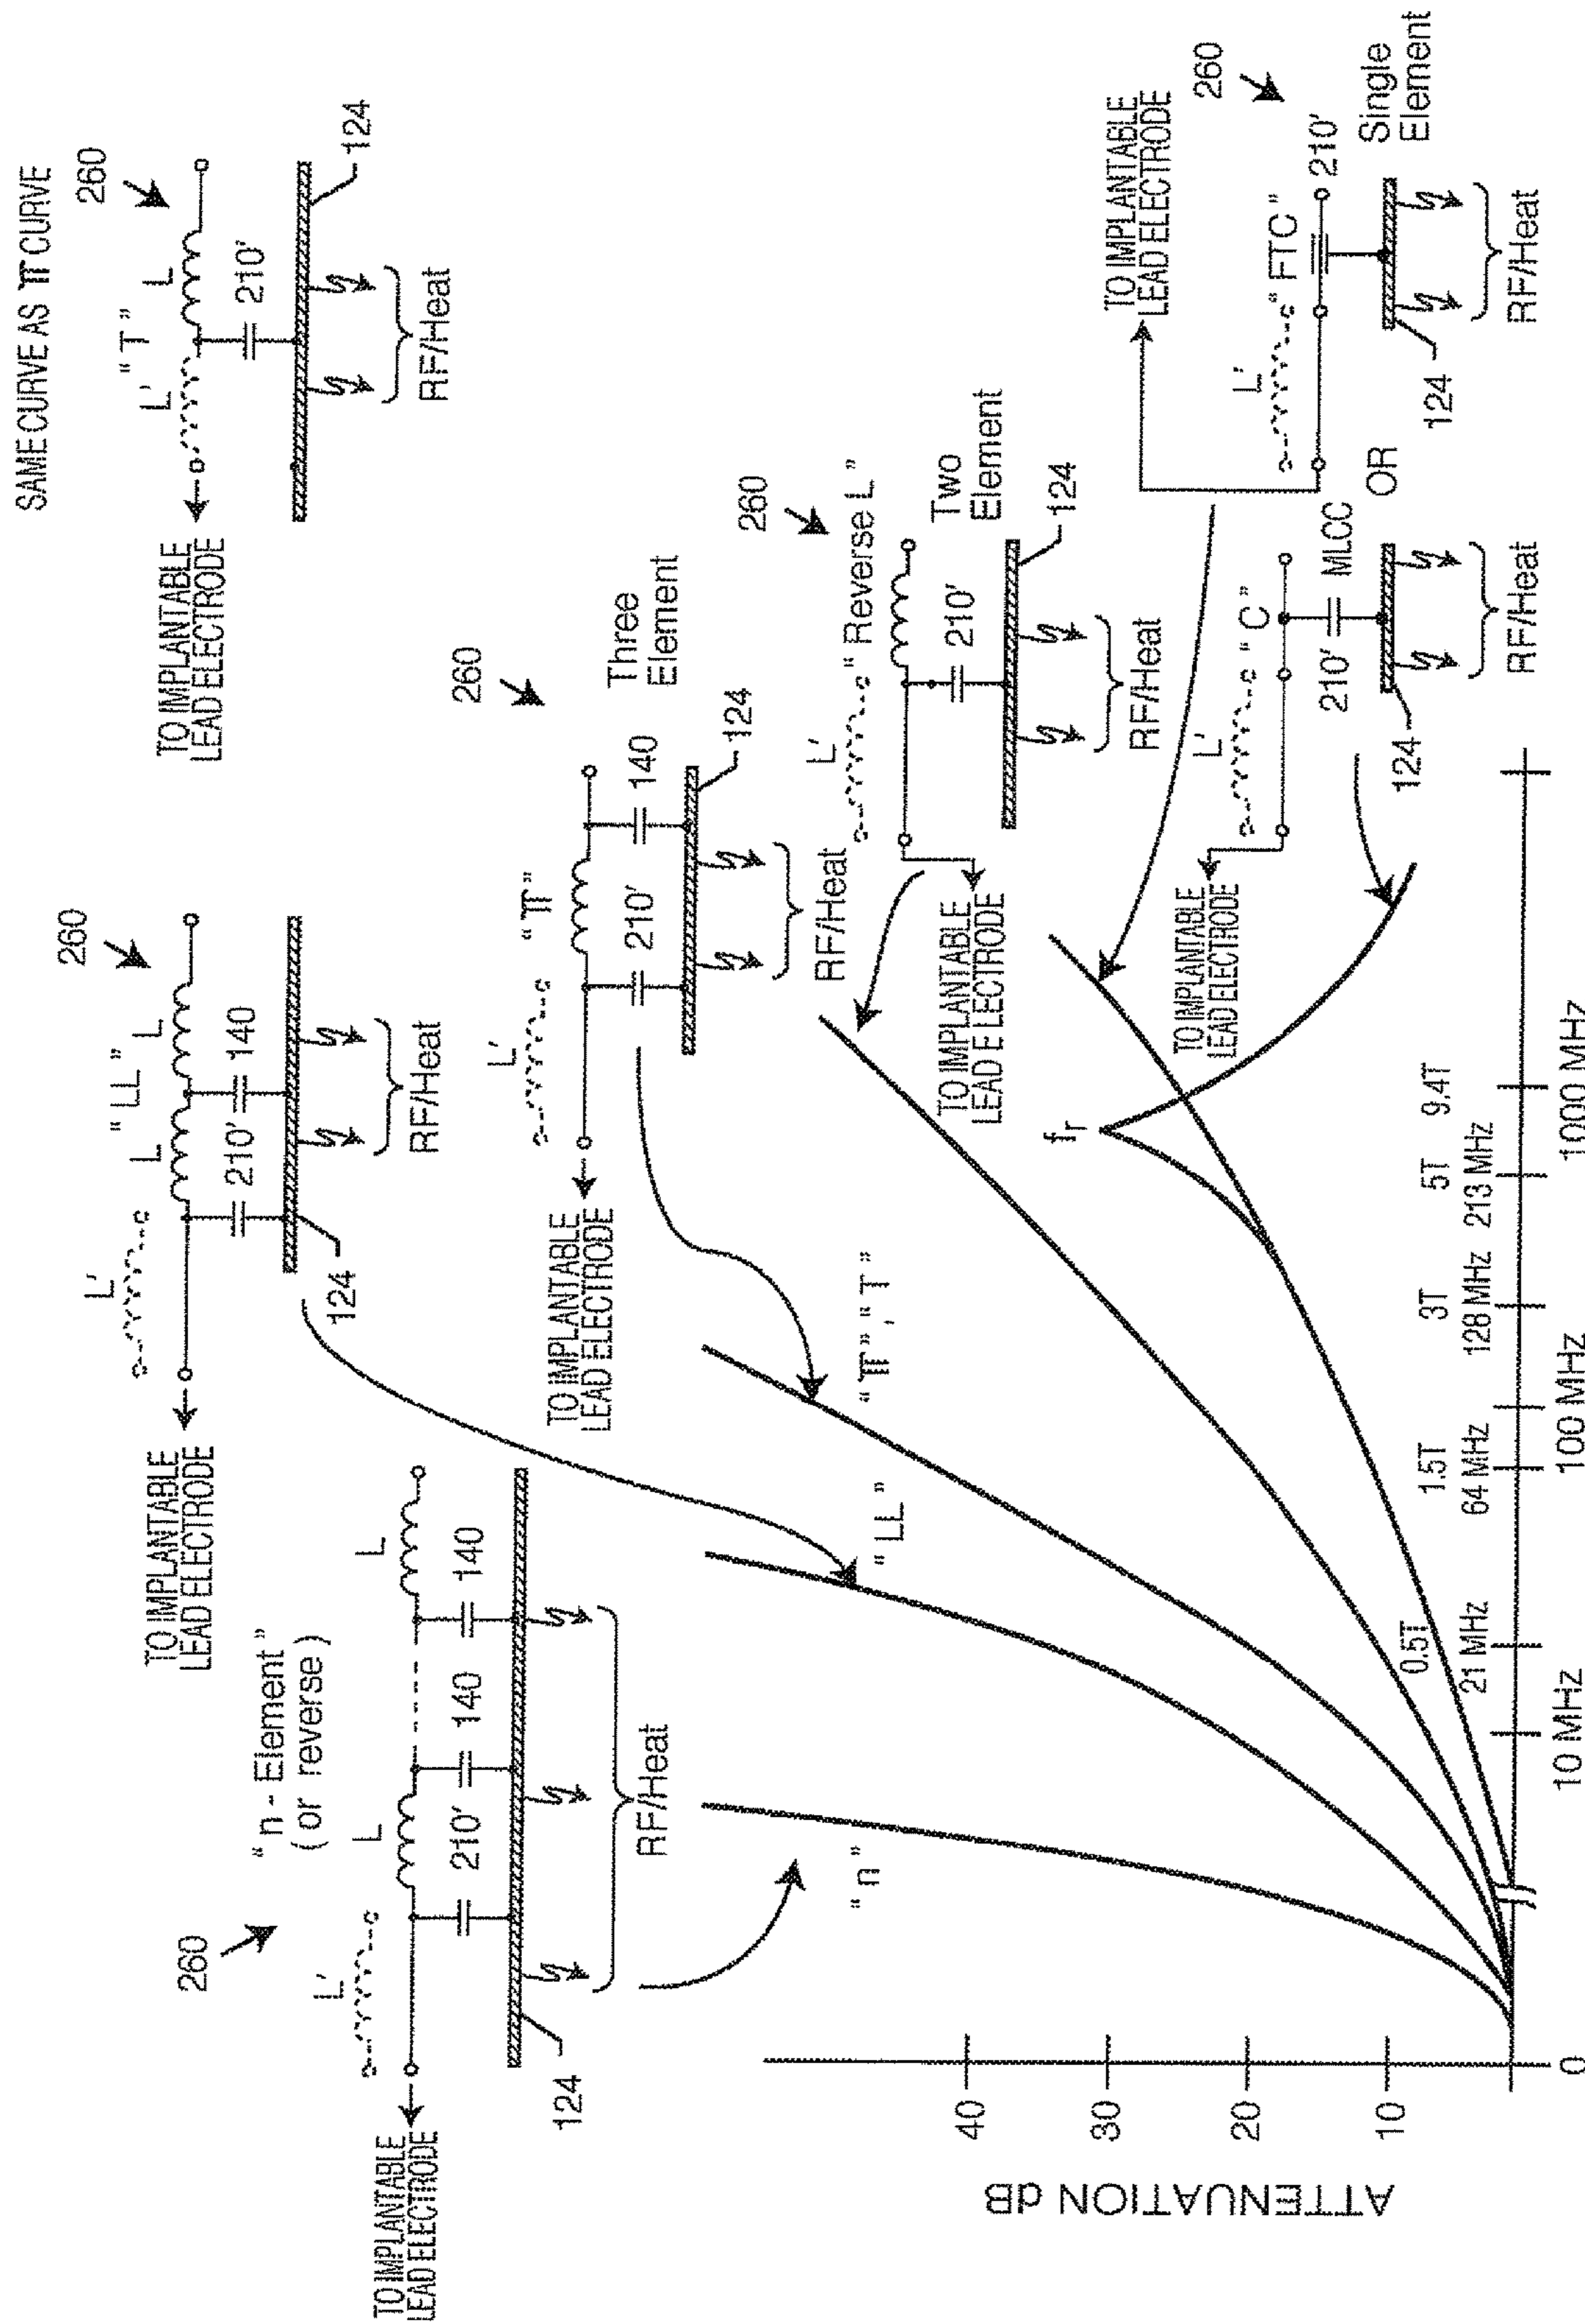 SAME CURVE AS π CURVE
260
L' "T" L
210'
TO IMPLANTABLE
LEAD ELECTRODE
124
RF/Heat
260
L'
L "LL" L
210' 140
TO IMPLANTABLE
LEAD ELECTRODE
124
RF/Heat
"n - Element"
(or reverse)
260
L'
L
L
210' 140 140
TO IMPLANTABLE
LEAD ELECTRODE
124
RF/Heat
260
Three
Element
L'
"π"
210' 140
TO IMPLANTABLE
LEAD ELECTRODE
124
RF/Heat
260
L' "Reverse L"
Two
Element
210'
124
TO IMPLANTABLE
LEAD E LECTRODE
RF/Heat
TO IMPLANTABLE
LEAD ELECTRODE
260
L' "FTC"
210'
Single
Element
124
RF/Heat
OR
L' "C"
210' MLCC
TO IMPLANTABLE
LEAD ELECTRODE
124
RF/Heat
"n"
"LL"
"π", "T"
fr
ATTENUATION dB
40
30
20
10
0.5T 1.5T 3T 5T 9.4T
21 MHz 64 MHz 128 MHz 213 MHz
0 10 MHz 100 MHz 1000 MHz